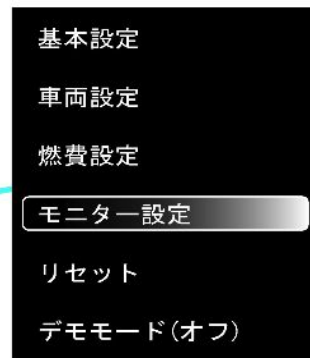 基本設定
車両設定
燃費設定
モニター設定
リセット
デモモード(オフ)